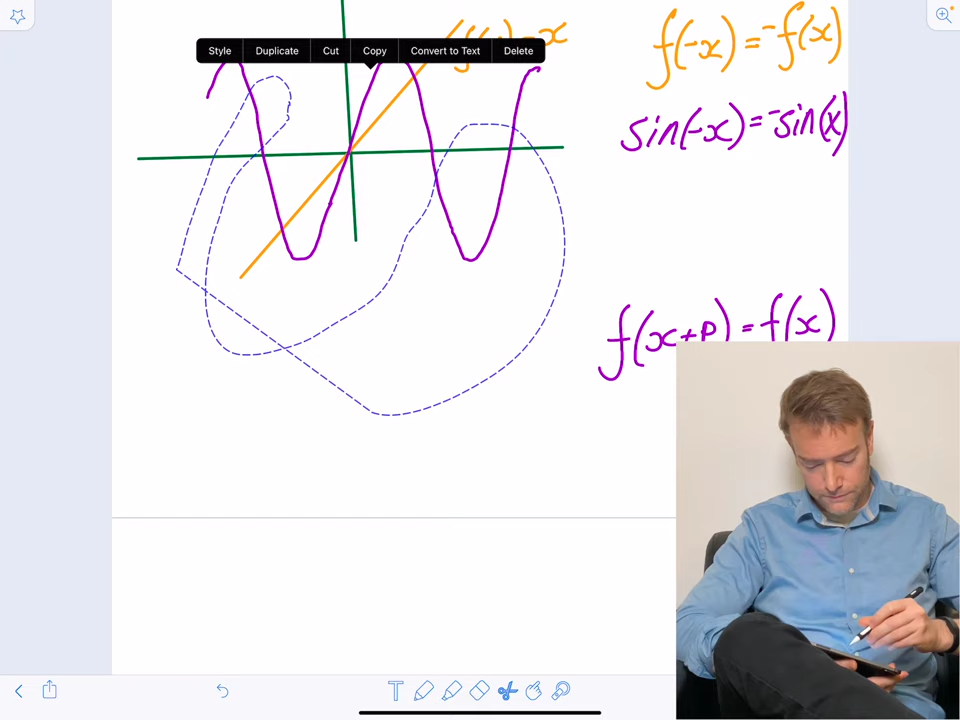 f(-x)=-f(x)
Style Duplicate Cut Copy Convert to Text Delete
sin(-x)=-sin(x)
f(x+p)=f(x)
T